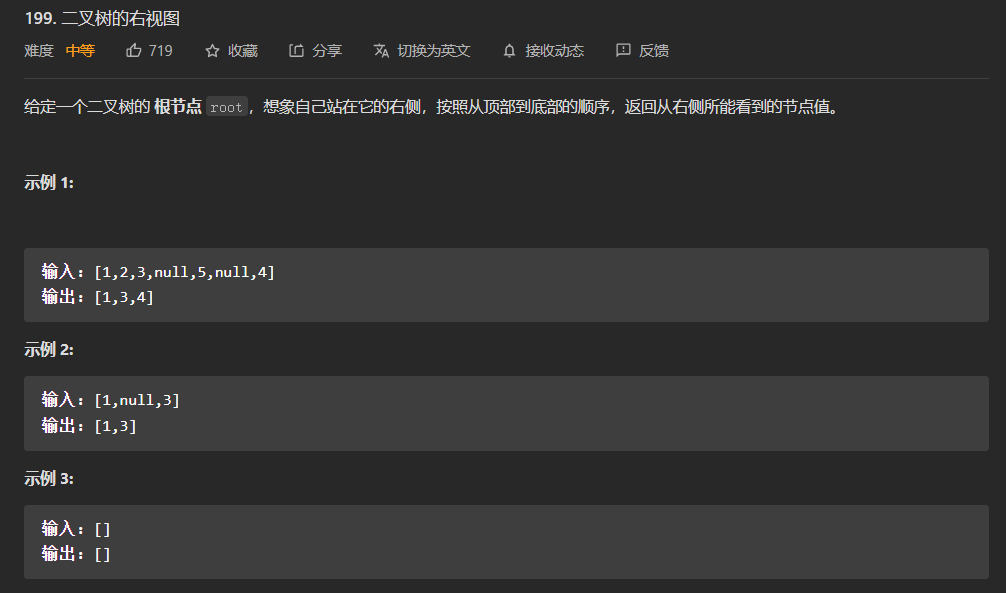 199. 二叉树的右视图
难度 中等 719 收藏 分享 切换为英文 接收动态 反馈
给定一个二叉树的 根节点 root，想象自己站在它的右侧，按照从顶部到底部的顺序，返回从右侧所能看到的节点值。
示例 1:
输入：[1,2,3,null,5,null,4]
输出：[1,3,4]
示例 2:
输入：[1,null,3]
输出：[1,3]
示例 3:
输入：[]
输出：[]